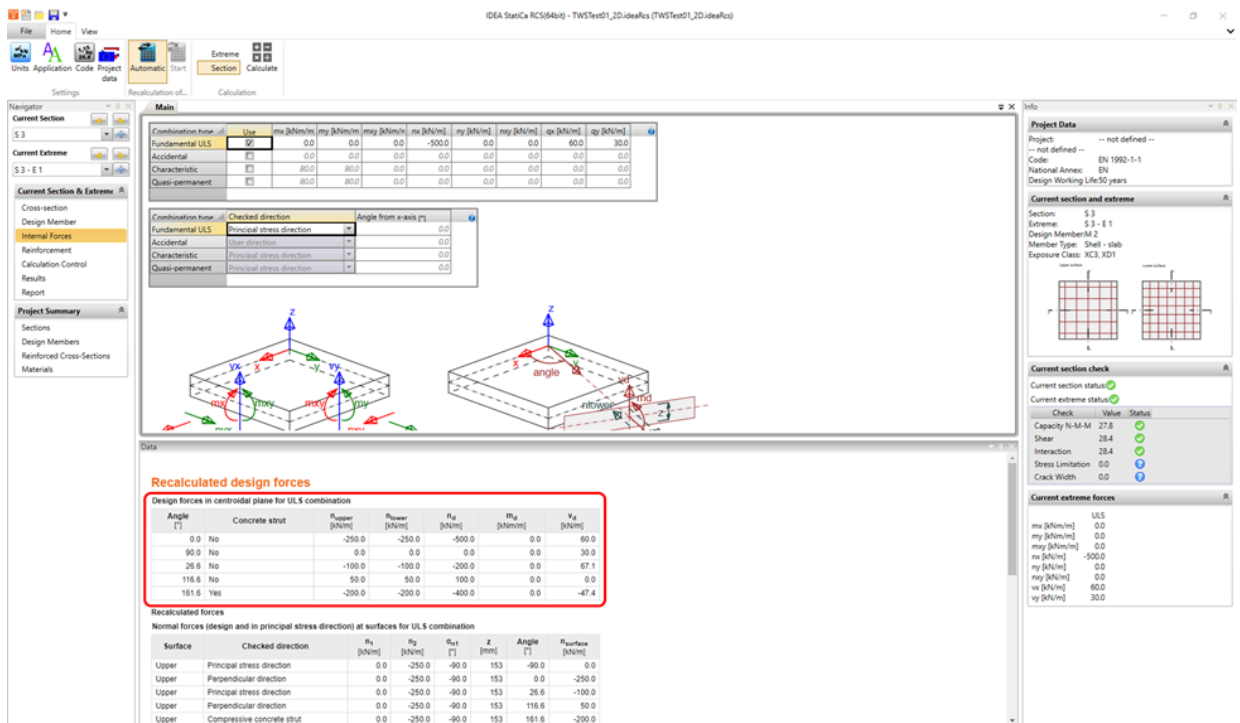 IDEA StatiCa RCS(64bit) - TWSTest01_2D.ideaRcs (TWSTest01_2D.ideaRcs)
File Home View
Units Application Code Project data Automatic Start Extreme Section Calculate
Settings Recalculation of... Calculation
Navigator
Current Section
S 3
Current Extreme
S 3 - E 1
Current Section & Extreme
Cross-section
Design Member
Internal Forces
Reinforcement
Calculation Control
Results
Report
Project Summary
Sections
Design Members
Reinforced Cross-Sections
Materials
Main
Combination type Use mx [kNm/m my [kNm/m mxy [kNm/n nx [kN/m] ny [kN/m] nxy [kN/m] qx [kN/m] qy [kN/m]
Fundamental ULS 0.0 0.0 0.0 -500.0 0.0 0.0 60.0 30.0
Accidental 0.0 0.0 0.0 0.0 0.0 0.0 0.0 0.0
Characteristic 80.0 80.0 0.0 0.0 0.0 0.0 0.0 0.0
Quasi-permanent 80.0 80.0 0.0 0.0 0.0 0.0 0.0 0.0
Combination type Checked direction Angle from x-axis [°]
Fundamental ULS Principal stress direction 0.0
Accidental User direction 0.0
Characteristic Principal stress direction 0.0
Quasi-permanent Principal stress direction 0.0
z
x
y
vx
vy
mx
mxy
mxy
my
nxy
z
x
y
angle
vd
md
nlower
z
Data
Recalculated design forces
Design forces in centroidal plane for ULS combination
Angle [°] Concrete strut nupper [kN/m] nlower [kN/m] nd [kN/m] md [kNm/m] vd [kN/m]
0.0 No -250.0 -250.0 -500.0 0.0 60.0
90.0 No 0.0 0.0 0.0 0.0 30.0
26.6 No -100.0 -100.0 -200.0 0.0 67.1
116.6 No 50.0 50.0 100.0 0.0 0.0
161.6 Yes -200.0 -200.0 -400.0 0.0 -47.4
Recalculated forces
Normal forces (design and in principal stress direction) at surfaces for ULS combination
Surface Checked direction n1 [kN/m] n2 [kN/m] αn1 [°] z [mm] Angle [°] nsurface [kN/m]
Upper Principal stress direction 0.0 -250.0 -90.0 153 -90.0 0.0
Upper Perpendicular direction 0.0 -250.0 -90.0 153 0.0 -250.0
Upper Principal stress direction 0.0 -250.0 -90.0 153 26.6 -100.0
Upper Perpendicular direction 0.0 -250.0 -90.0 153 116.6 50.0
Upper Compressive concrete strut 0.0 -250.0 -90.0 153 161.6 -200.0
Info
Project Data
Project: -- not defined --
-- not defined --
Code: EN 1992-1-1
National Annex: EN
Design Working Life:50 years
Current section and extreme
Section: S 3
Extreme: S 3 - E 1
Design Member:M 2
Member Type: Shell - slab
Exposure Class: XC3, XD1
Upper surface Lower surface
Current section check
Current section status:
Current extreme status:
Check Value Status
Capacity N-M-M 27.8
Shear 28.4
Interaction 28.4
Stress Limitation 0.0
Crack Width 0.0
Current extreme forces
ULS
mx [kNm/m] 0.0
my [kNm/m] 0.0
mxy [kNm/m] 0.0
nx [kN/m] -500.0
ny [kN/m] 0.0
nxy [kN/m] 0.0
vx [kN/m] 60.0
vy [kN/m] 30.0